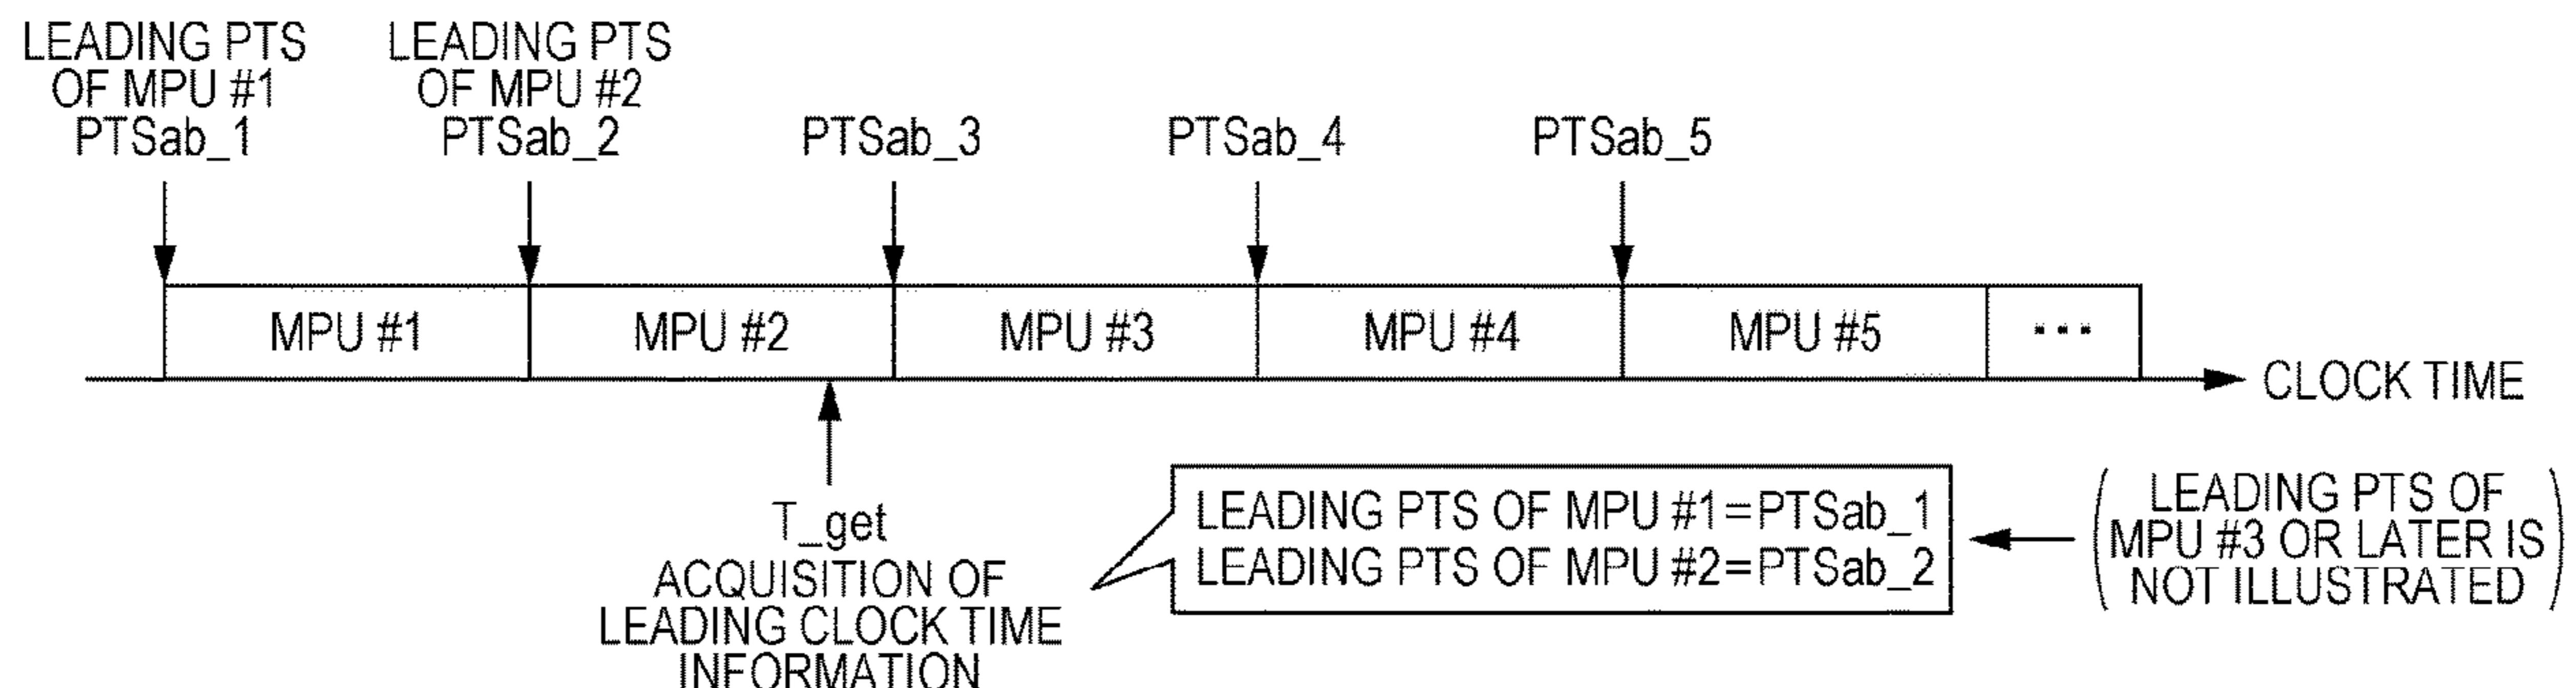 LEADING PTS
OF MPU #1
PTSab_1
LEADING PTS
OF MPU #2
PTSab_2
PTSab_3
PTSab_4
PTSab_5
MPU #1
MPU #2
MPU #3
MPU #4
MPU #5
...
CLOCK TIME
T_get
ACQUISITION OF
LEADING CLOCK TIME
INFORMATION
LEADING PTS OF MPU #1=PTSab_1
LEADING PTS OF MPU #2=PTSab_2
(LEADING PTS OF
MPU #3 OR LATER IS
NOT ILLUSTRATED)